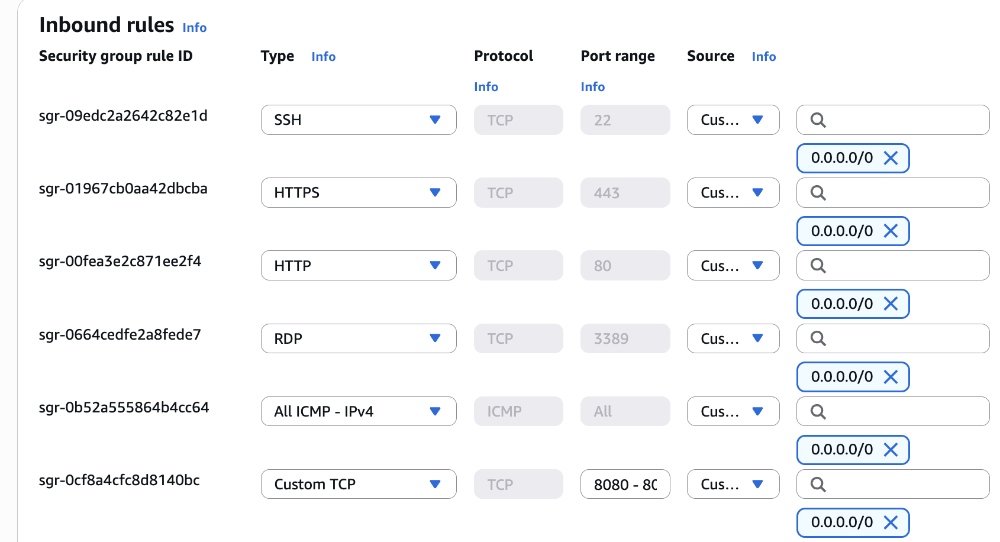 Inbound rules Info
Security group rule ID Type Info Protocol Info Port range Info Source Info
sgr-09edc2a2642c82e1d SSH TCP 22 Cus...
0.0.0.0/0
sgr-01967cb0aa42dbcba HTTPS TCP 443 Cus...
0.0.0.0/0
sgr-00fea3e2c871ee2f4 HTTP TCP 80 Cus...
0.0.0.0/0
sgr-0664cedfe2a8fede7 RDP TCP 3389 Cus...
0.0.0.0/0
sgr-0b52a555864b4cc64 All ICMP - IPv4 ICMP All Cus...
0.0.0.0/0
sgr-0cf8a4cfc8d8140bc Custom TCP TCP 8080 - 80 Cus...
0.0.0.0/0